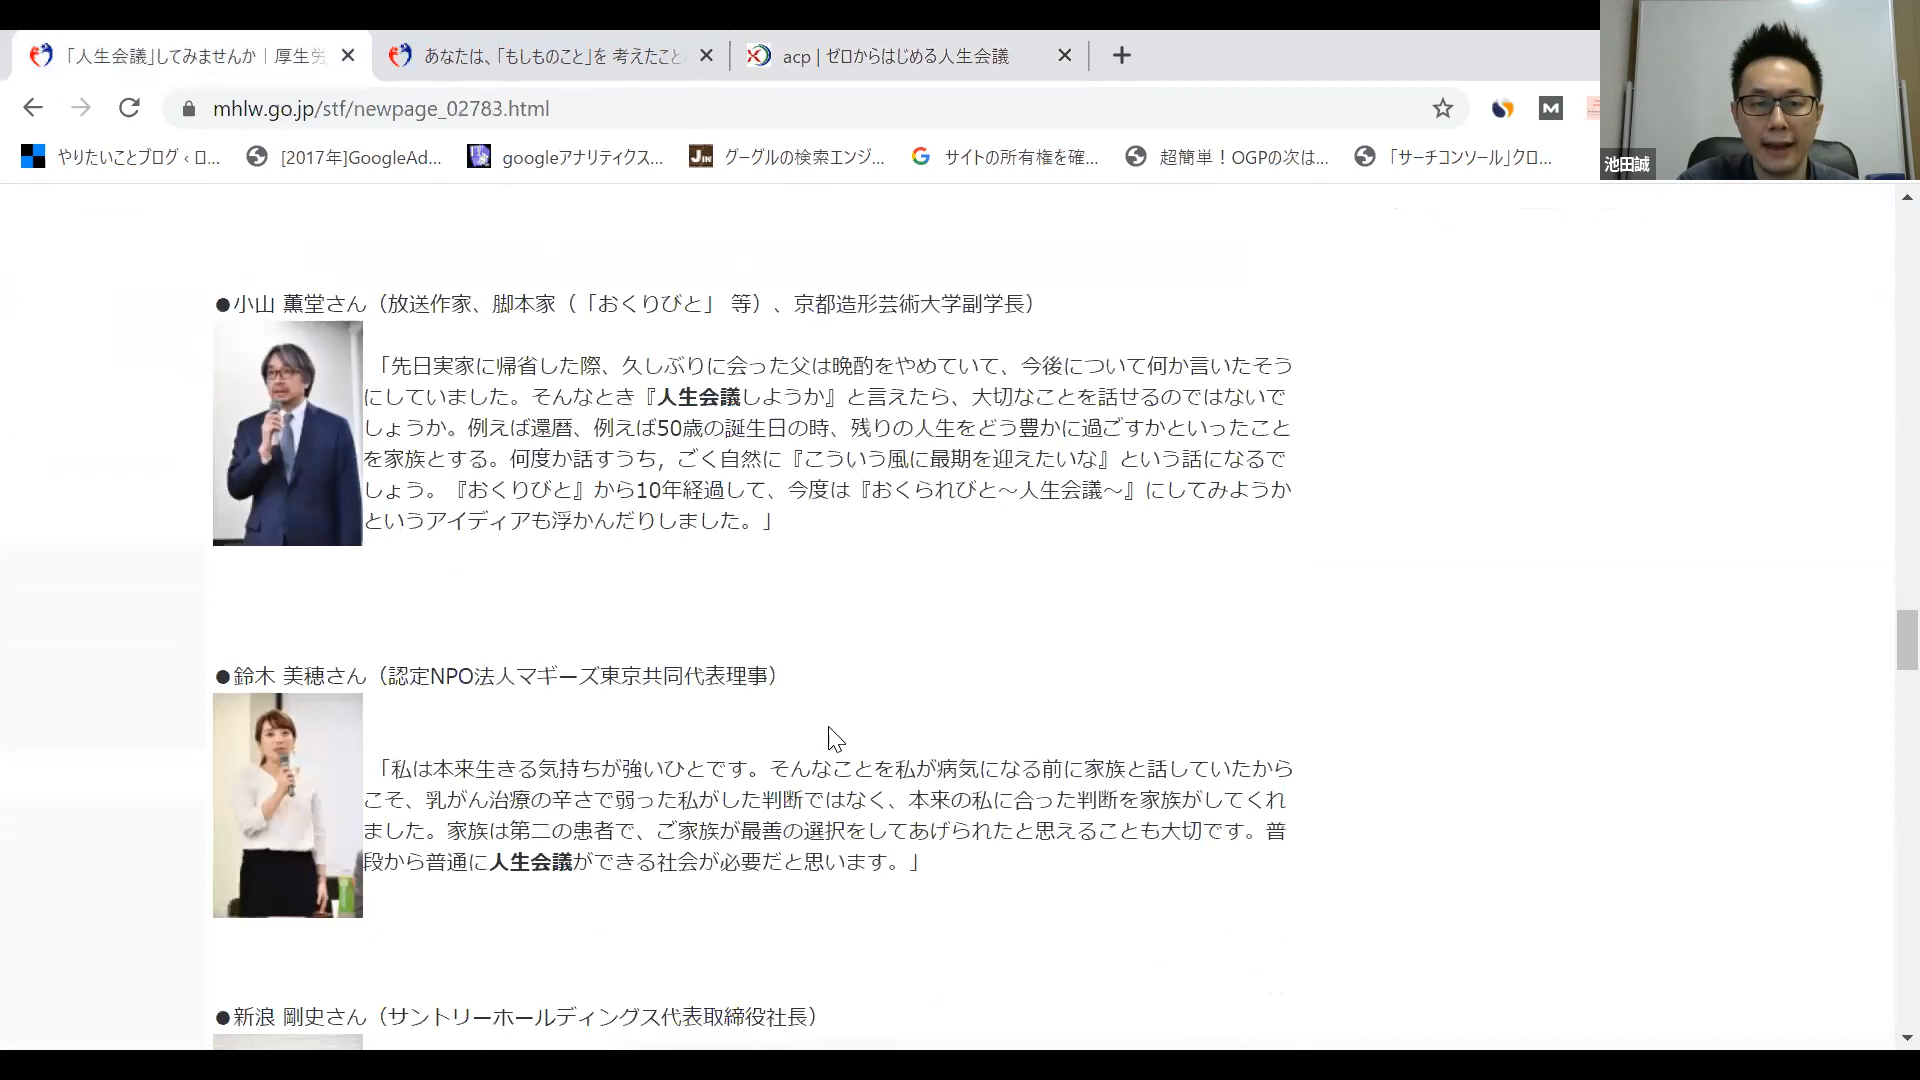 「人生会議」してみませんか｜厚生労
あなたは、「もしものこと」を 考えたこと
acp | ゼロからはじめる人生会議
mhlw.go.jp/stf/newpage_02783.html
やりたいことブログ ‹ ロ...
[2017年]GoogleAd...
googleアナリティクス...
グーグルの検索エンジ...
サイトの所有権を確...
超簡単！OGPの次は...
「サーチコンソール」クロ...
池田誠
●小山 薫堂さん（放送作家、脚本家（「おくりびと」 等）、京都造形芸術大学副学長）
「先日実家に帰省した際、久しぶりに会った父は晩酌をやめていて、今後について何か言いたそう
にしていました。そんなとき『人生会議しようか』と言えたら、大切なことを話せるのではないで
しょうか。例えば還暦、例えば50歳の誕生日の時、残りの人生をどう豊かに過ごすかといったこと
を家族とする。何度か話すうち，ごく自然に『こういう風に最期を迎えたいな』という話になるで
しょう。『おくりびと』から10年経過して、今度は『おくられびと～人生会議～』にしてみようか
というアイディアも浮かんだりしました。」
●鈴木 美穂さん（認定NPO法人マギーズ東京共同代表理事）
「私は本来生きる気持ちが強いひとです。そんなことを私が病気になる前に家族と話していたから
こそ、乳がん治療の辛さで弱った私がした判断ではなく、本来の私に合った判断を家族がしてくれ
ました。家族は第二の患者で、ご家族が最善の選択をしてあげられたと思えることも大切です。普
段から普通に人生会議ができる社会が必要だと思います。」
●新浪 剛史さん（サントリーホールディングス代表取締役社長）